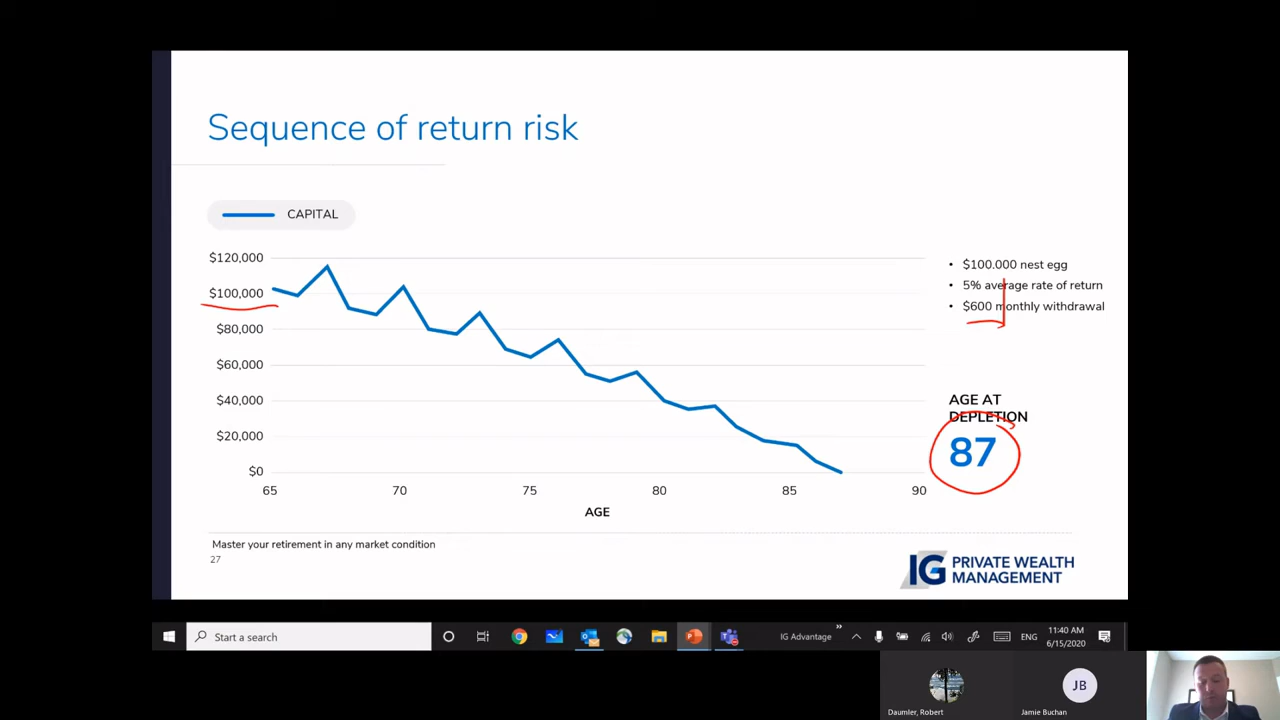 Sequence of return risk
CAPITAL
$120,000
$100,000
$80,000
$60,000
$40,000
$20,000
$0
65 70 75 80 85 90
AGE
• $100.000 nest egg
• 5% average rate of return
• $600 monthly withdrawal
AGE AT
DEPLETION
87
Master your retirement in any market condition
27
IG PRIVATE WEALTH
MANAGEMENT
Start a search
IG Advantage
»
ENG
11:40 AM
6/15/2020
Daumler, Robert
JB
Jamie Buchan